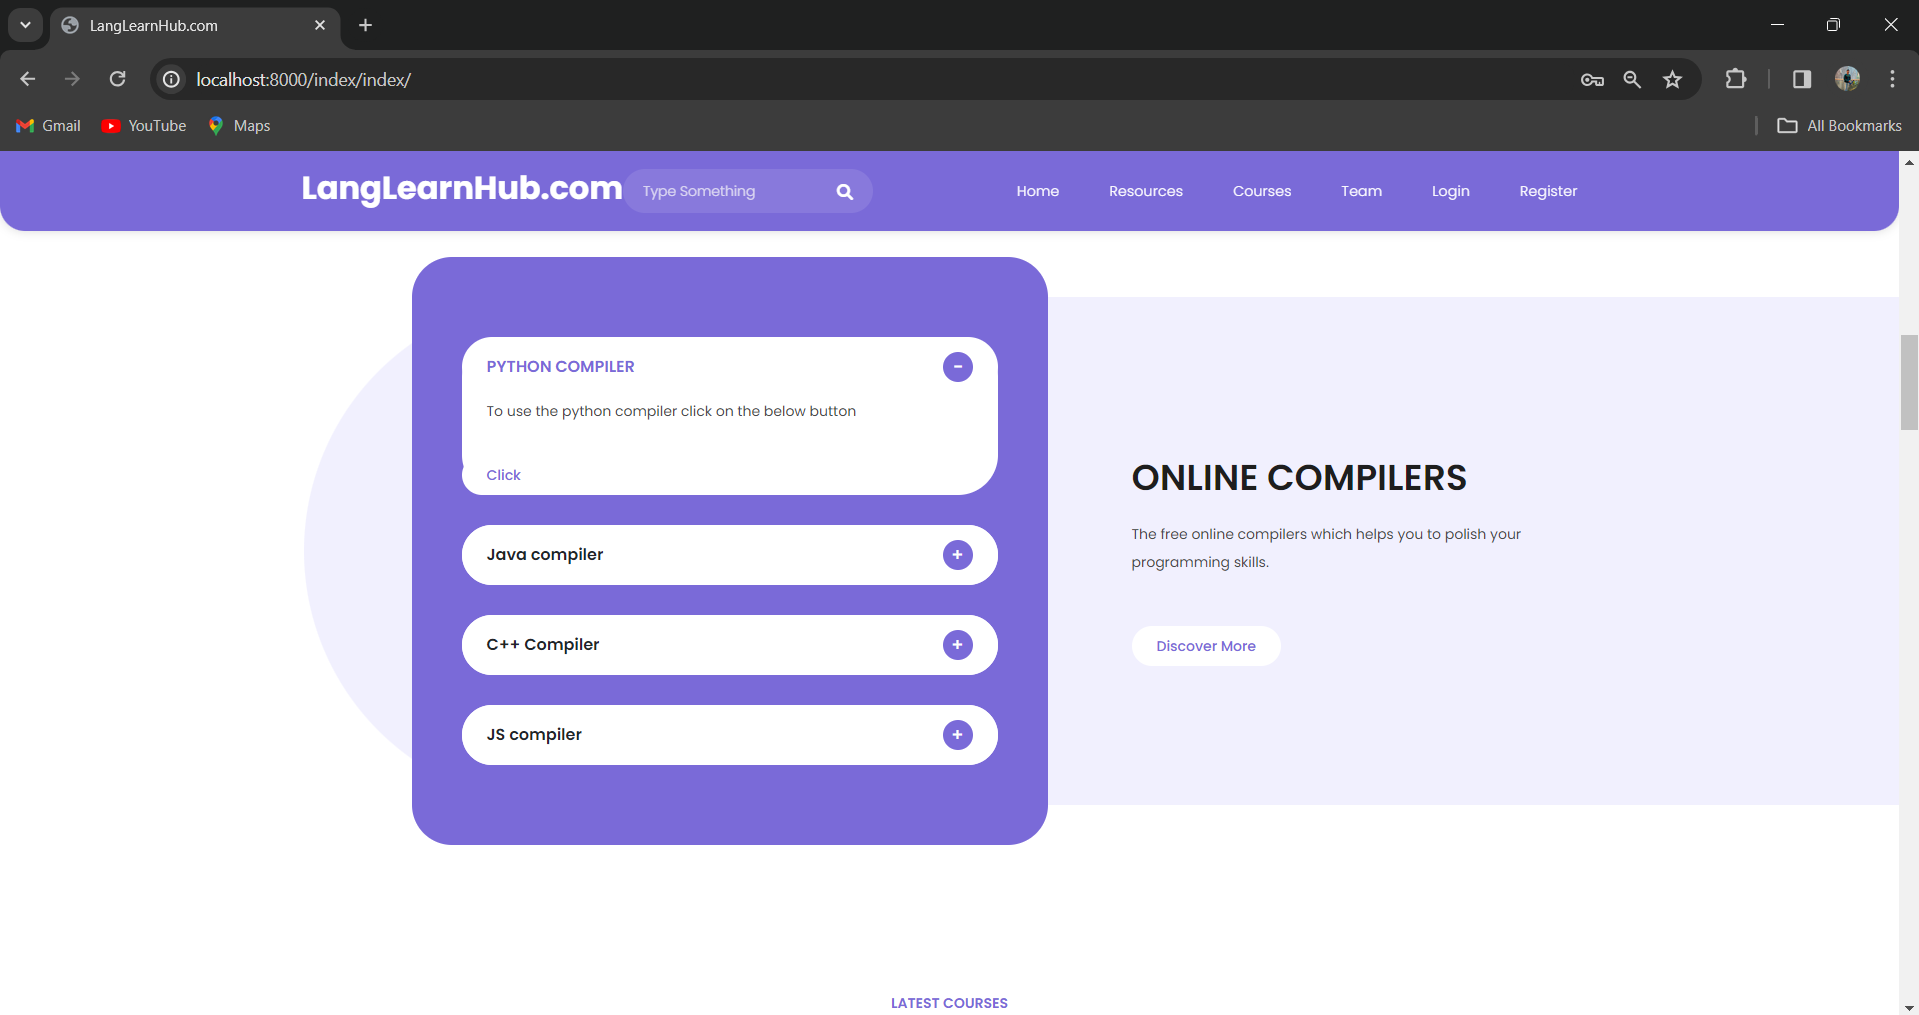 LangLearnHub.com
localhost:8000/index/index/
Gmail YouTube Maps All Bookmarks
LangLearnHub.com Type Something Home Resources Courses Team Login Register
PYTHON COMPILER
To use the python compiler click on the below button
Click
Java compiler
C++ Compiler
JS compiler
ONLINE COMPILERS
The free online compilers which helps you to polish your
programming skills.
Discover More
LATEST COURSES